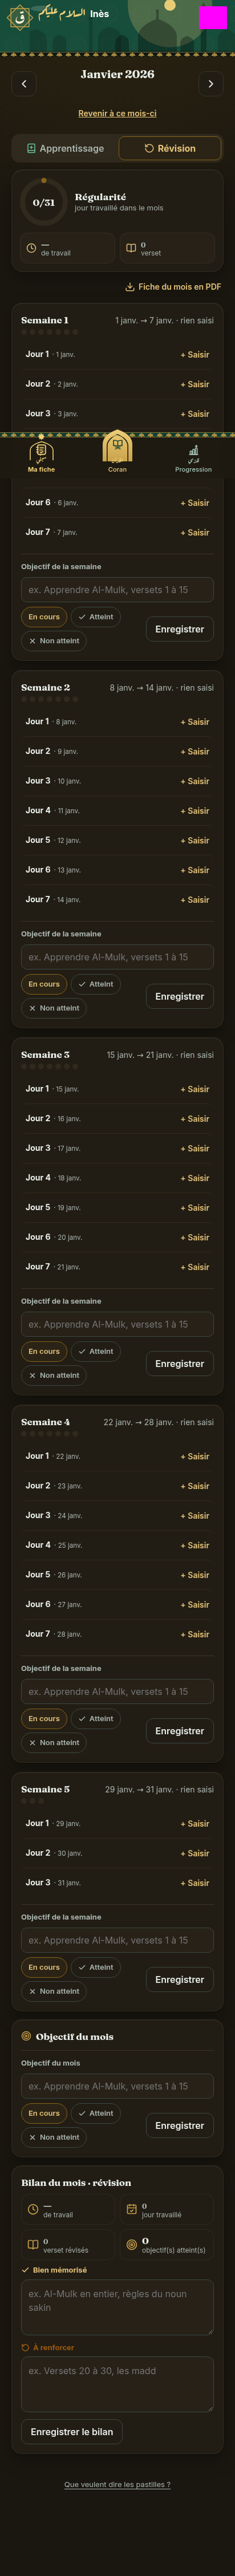 ق السلام عليكم Inès
Janvier 2026
Revenir à ce mois-ci
Apprentissage Révision
0/31 Régularité
jour travaillé dans le mois
— de travail
0 verset
Fiche du mois en PDF
Semaine 1 1 janv. → 7 janv. · rien saisi
Jour 1 · 1 janv. + Saisir
Jour 2 · 2 janv. + Saisir
Jour 3 · 3 janv. + Saisir
Ma fiche Coran Progression
Jour 6 · 6 janv. + Saisir
Jour 7 · 7 janv. + Saisir
Objectif de la semaine
ex. Apprendre Al-Mulk, versets 1 à 15
En cours Atteint
Non atteint
Enregistrer
Semaine 2 8 janv. → 14 janv. · rien saisi
Jour 1 · 8 janv. + Saisir
Jour 2 · 9 janv. + Saisir
Jour 3 · 10 janv. + Saisir
Jour 4 · 11 janv. + Saisir
Jour 5 · 12 janv. + Saisir
Jour 6 · 13 janv. + Saisir
Jour 7 · 14 janv. + Saisir
Objectif de la semaine
ex. Apprendre Al-Mulk, versets 1 à 15
En cours Atteint
Non atteint
Enregistrer
Semaine 3 15 janv. → 21 janv. · rien saisi
Jour 1 · 15 janv. + Saisir
Jour 2 · 16 janv. + Saisir
Jour 3 · 17 janv. + Saisir
Jour 4 · 18 janv. + Saisir
Jour 5 · 19 janv. + Saisir
Jour 6 · 20 janv. + Saisir
Jour 7 · 21 janv. + Saisir
Objectif de la semaine
ex. Apprendre Al-Mulk, versets 1 à 15
En cours Atteint
Non atteint
Enregistrer
Semaine 4 22 janv. → 28 janv. · rien saisi
Jour 1 · 22 janv. + Saisir
Jour 2 · 23 janv. + Saisir
Jour 3 · 24 janv. + Saisir
Jour 4 · 25 janv. + Saisir
Jour 5 · 26 janv. + Saisir
Jour 6 · 27 janv. + Saisir
Jour 7 · 28 janv. + Saisir
Objectif de la semaine
ex. Apprendre Al-Mulk, versets 1 à 15
En cours Atteint
Non atteint
Enregistrer
Semaine 5 29 janv. → 31 janv. · rien saisi
Jour 1 · 29 janv. + Saisir
Jour 2 · 30 janv. + Saisir
Jour 3 · 31 janv. + Saisir
Objectif de la semaine
ex. Apprendre Al-Mulk, versets 1 à 15
En cours Atteint
Non atteint
Enregistrer
Objectif du mois
Objectif du mois
ex. Apprendre Al-Mulk, versets 1 à 15
En cours Atteint
Non atteint
Enregistrer
Bilan du mois · révision
— de travail
0 jour travaillé
0 verset révisés
0 objectif(s) atteint(s)
Bien mémorisé
ex. Al-Mulk en entier, règles du noun
sakin
À renforcer
ex. Versets 20 à 30, les madd
Enregistrer le bilan
Que veulent dire les pastilles ?